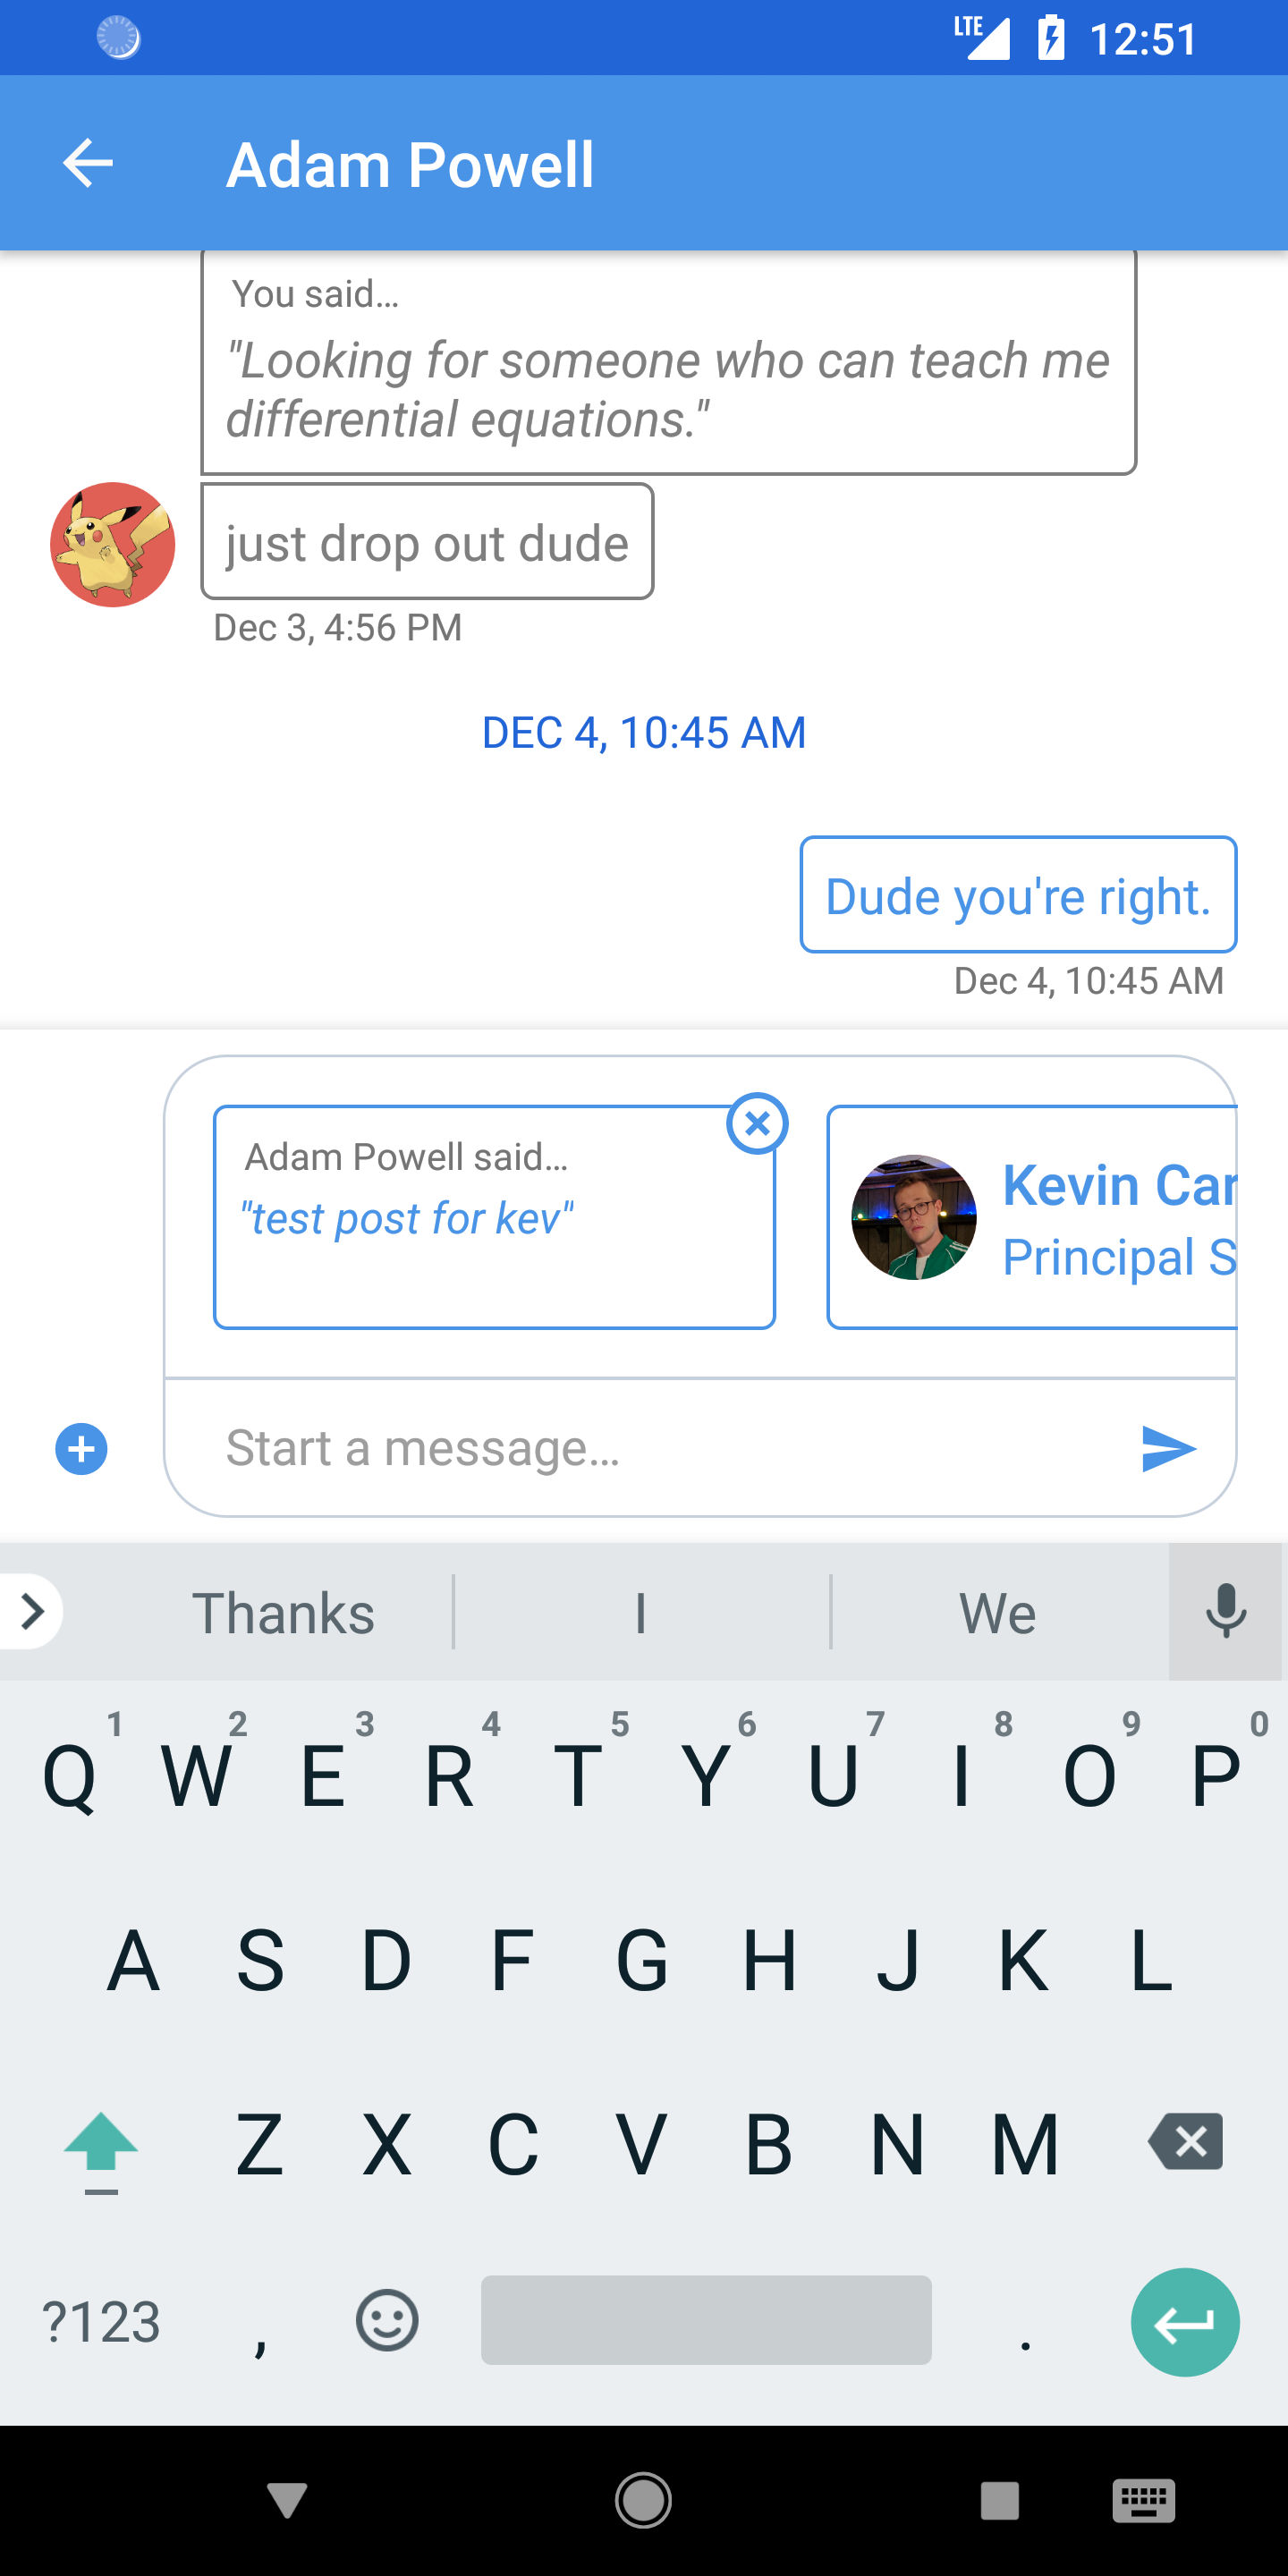 LTE 12:51
Adam Powell
You said…
"Looking for someone who can teach me
differential equations."
just drop out dude
Dec 3, 4:56 PM
DEC 4, 10:45 AM
Dude you're right.
Dec 4, 10:45 AM
Adam Powell said…
"test post for kev"
Kevin Car
Principal S
Start a message…
Thanks I We
1 2 3 4 5 6 7 8 9 0
Q W E R T Y U I O P
A S D F G H J K L
Z X C V B N M
?123 , .